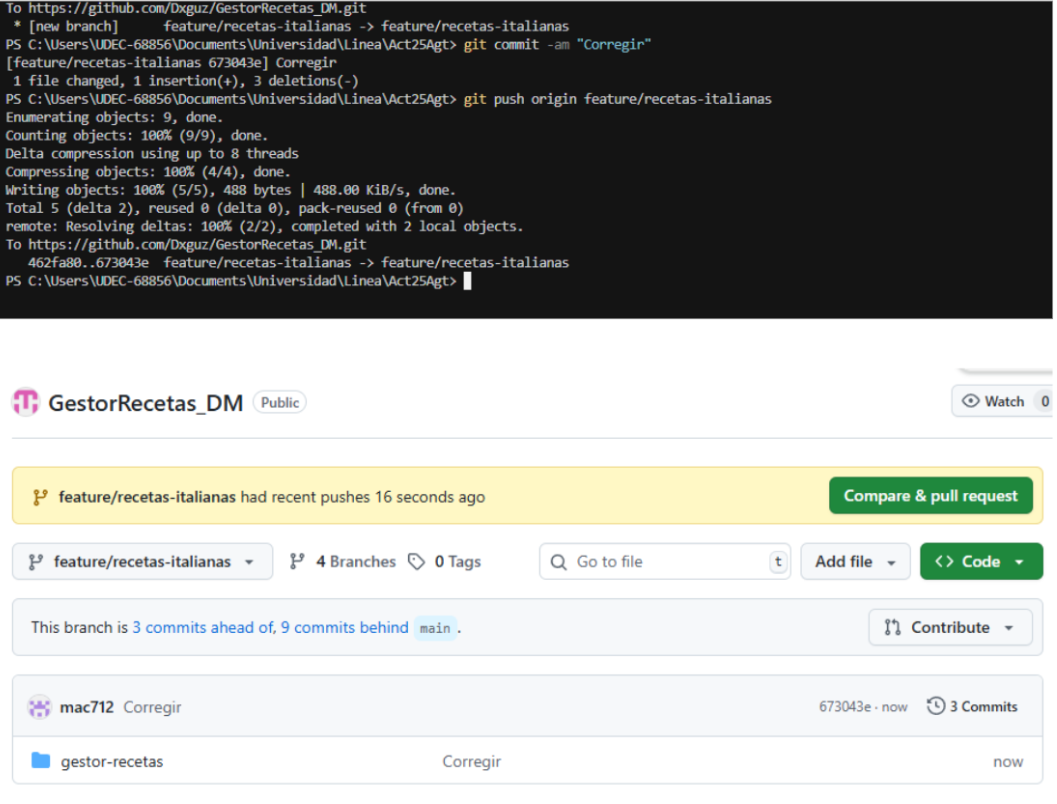 To https://github.com/Dxguz/GestorRecetas_DM.git
 * [new branch]      feature/recetas-italianas -> feature/recetas-italianas
PS C:\Users\UDEC-68856\Documents\Universidad\Linea\Act25Agt> git commit -am "Corregir"
[feature/recetas-italianas 673043e] Corregir
 1 file changed, 1 insertion(+), 3 deletions(-)
PS C:\Users\UDEC-68856\Documents\Universidad\Linea\Act25Agt> git push origin feature/recetas-italianas
Enumerating objects: 9, done.
Counting objects: 100% (9/9), done.
Delta compression using up to 8 threads
Compressing objects: 100% (4/4), done.
Writing objects: 100% (5/5), 488 bytes | 488.00 KiB/s, done.
Total 5 (delta 2), reused 0 (delta 0), pack-reused 0 (from 0)
remote: Resolving deltas: 100% (2/2), completed with 2 local objects.
To https://github.com/Dxguz/GestorRecetas_DM.git
   462fa80..673043e  feature/recetas-italianas -> feature/recetas-italianas
PS C:\Users\UDEC-68856\Documents\Universidad\Linea\Act25Agt>
GestorRecetas_DM Public Watch 0
feature/recetas-italianas had recent pushes 16 seconds ago Compare & pull request
feature/recetas-italianas 4 Branches 0 Tags Go to file t Add file <> Code
This branch is 3 commits ahead of, 9 commits behind main . Contribute
mac712 Corregir 673043e · now 3 Commits
gestor-recetas Corregir now